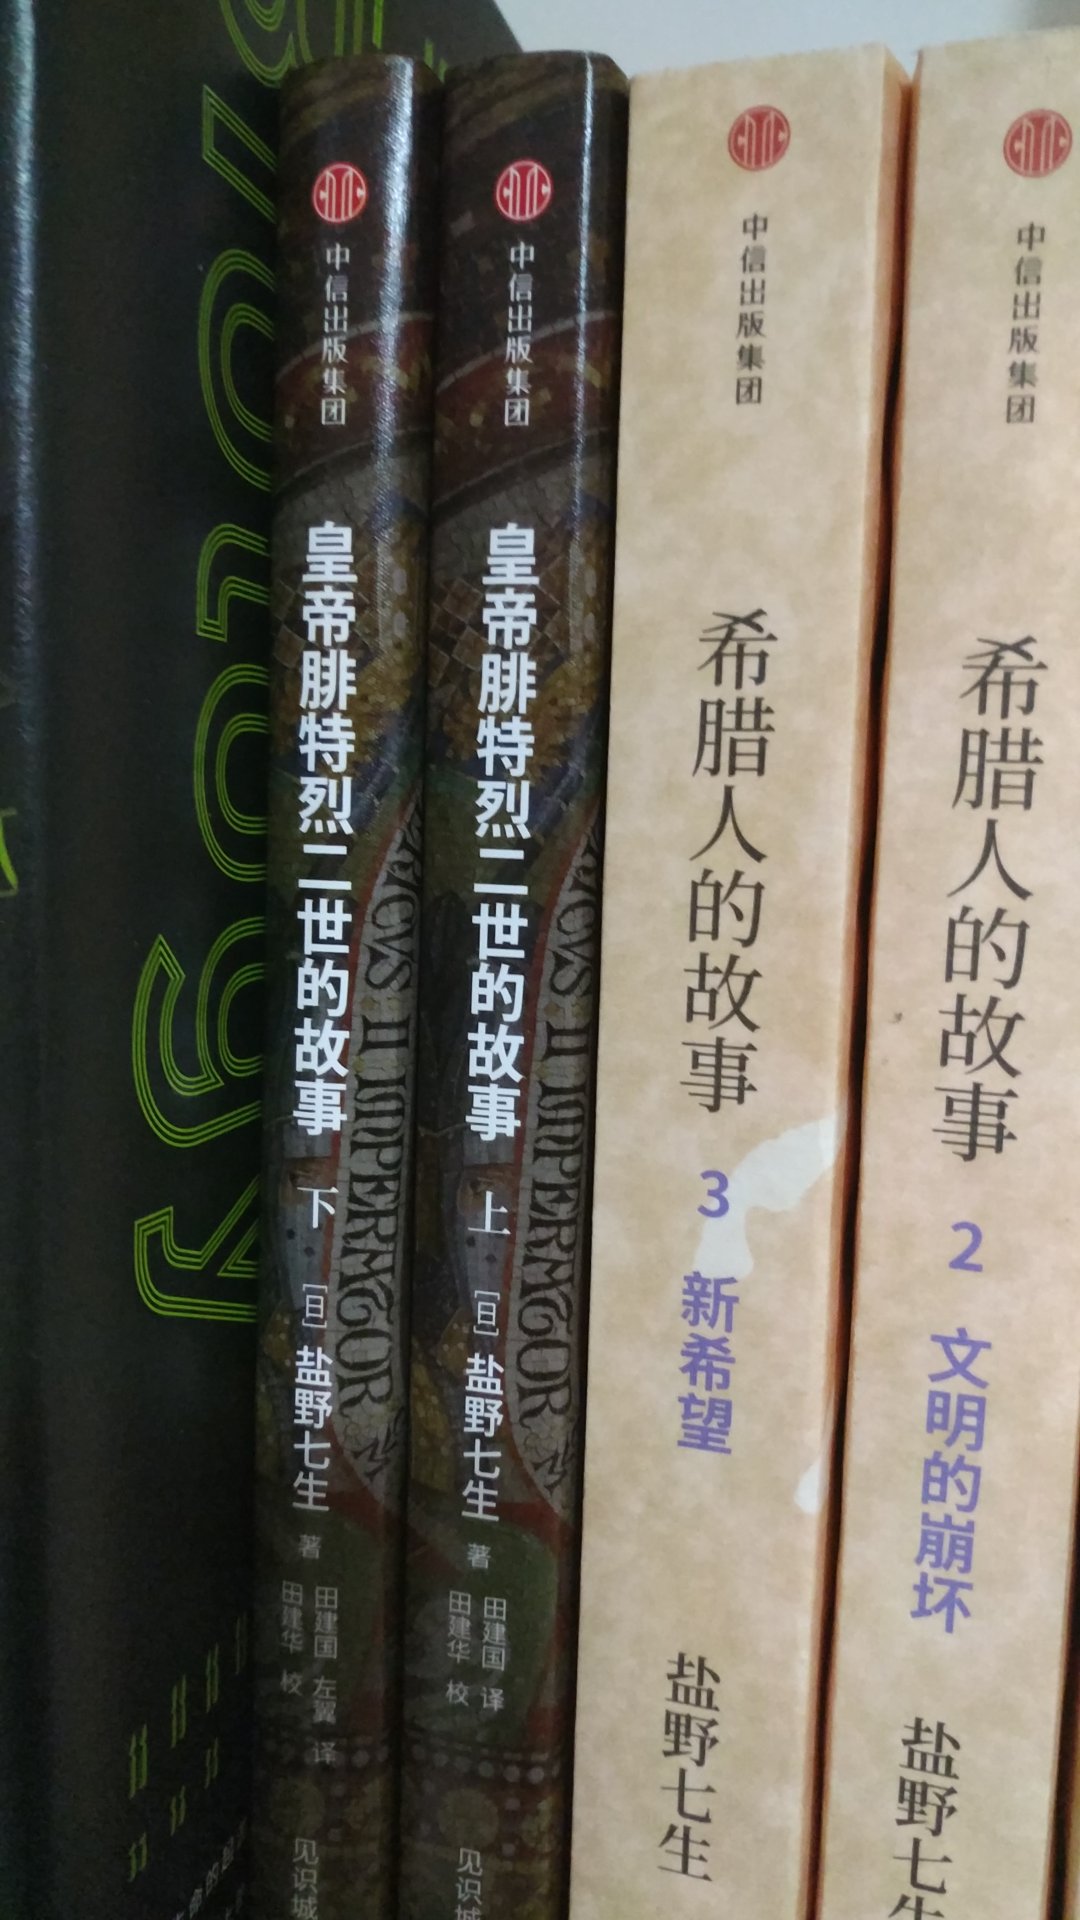 中信出版集团
皇帝腓特烈二世的故事 下
[日] 盐野七生 著
田建国 左翼 译
田建华 校
见识城
中信出版集团
皇帝腓特烈二世的故事 上
[日] 盐野七生 著
田建国 译
田建华 校
见识城
中信出版集团
希腊人的故事
3
新希望
盐野七生
中信出版集团
希腊人的故事
2
文明的崩坏
盐野七生
II IMPERMGOR